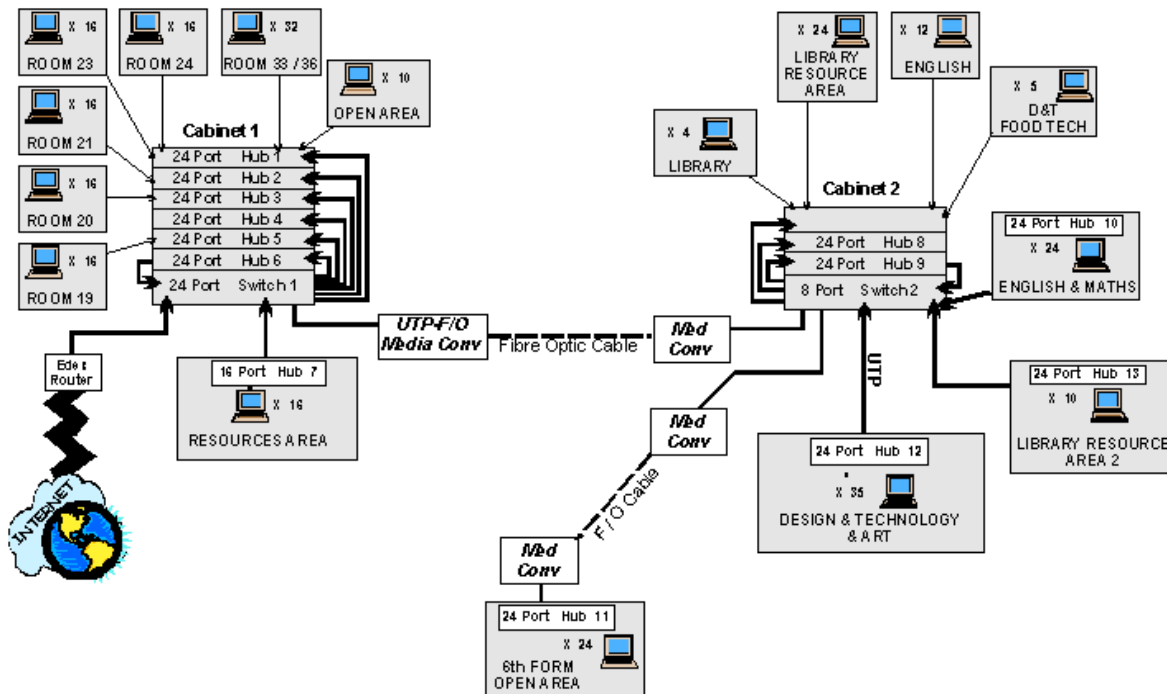 X 16
ROOM 23
X 16
ROOM 24
X 32
ROOM 33 / 36
X 10
OPEN AREA
X 16
ROOM 21
X 16
ROOM 20
X 16
ROOM 19
Cabinet 1
24 Port Hub 1
24 Port Hub 2
24 Port Hub 3
24 Port Hub 4
24 Port Hub 5
24 Port Hub 6
24 Port Switch 1
Router
INTERNET
16 Port Hub 7
X 16
RESOURCES AREA
UTP-F/O
Media Conv
Fibre Optic Cable
Med
Conv
X 24
LIBRARY
RESOURCE
AREA
X 12
ENGLISH
X 5
D&T
FOOD TECH
X 4
LIBRARY
Cabinet 2
24 Port Hub 8
24 Port Hub 9
8 Port Switch 2
24 Port Hub 10
X 24
ENGLISH & MATHS
UTP
24 Port Hub 13
X 10
LIBRARY RESOURCE
AREA 2
24 Port Hub 12
X 35
DESIGN & TECHNOLOGY
& ART
Med
Conv
F / O Cable
Med
Conv
24 Port Hub 11
X 24
6th FORM
OPEN AREA